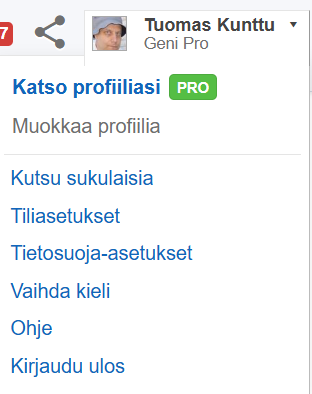 7
Tuomas Kunttu
Geni Pro
Katso profiiliasi PRO
Muokkaa profiilia
Kutsu sukulaisia
Tiliasetukset
Tietosuoja-asetukset
Vaihda kieli
Ohje
Kirjaudu ulos